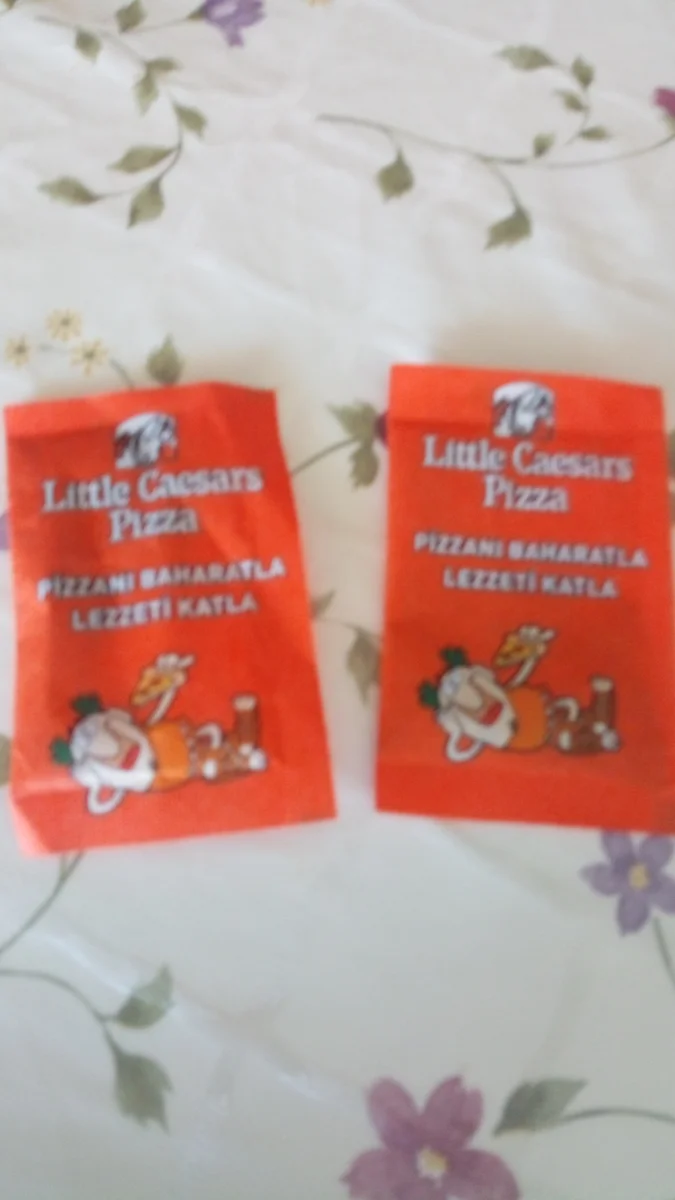 Little Caesars
Pizza
PİZZANI BAHARATLA
LEZZETİ KATLA
Little Caesars
Pizza
PİZZANI BAHARATLA
LEZZETİ KATLA